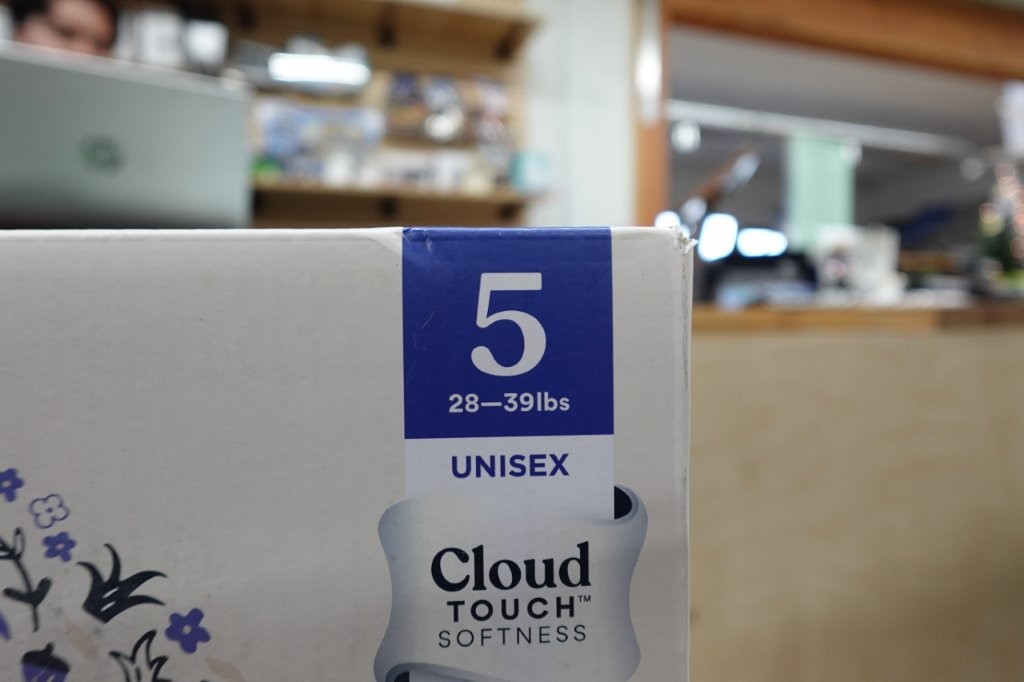 5
28—39lbs
UNISEX
Cloud
TOUCH™
SOFTNESS